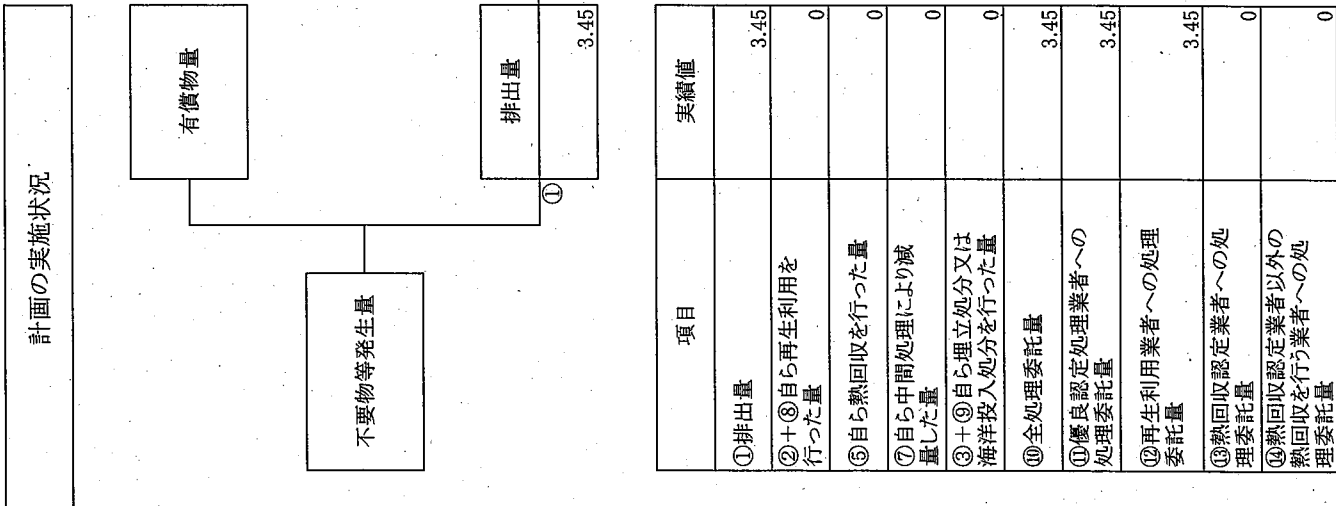 計画の実施状況
有償物量
不要物等発生量
①
排出量
3.45
項目
実績値
①排出量
3.45
②+⑧自ら再生利用を
行った量
0
⑤自ら熱回収を行った量
0
⑦自ら中間処理により減
量した量
0
③+⑨自ら埋立処分又は
海洋投入処分を行った量
0
⑩全処理委託量
3.45
⑪優良認定処理業者への
処理委託量
3.45
⑫再生利用業者への処理
委託量
3.45
⑬熱回収認定業者への処
理委託量
0
⑭熱回収認定業者以外の
熱回収を行う業者への処
理委託量
0